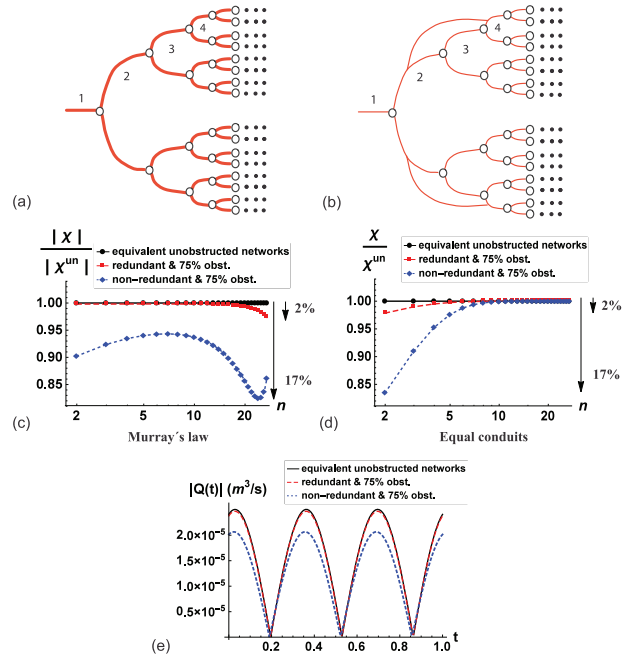 1
2
3
4
(a)
1
2
3
4
(b)
| χ |
| χ^un |
equivalent unobstructed networks
redundant & 75% obst.
non-redundant & 75% obst.
1.00
0.95
0.90
0.85
2%
17%
n
2 5 10 20
(c)
Murray´s law
χ
χ^un
equivalent unobstructed networks
redundant & 75% obst.
non-redundant & 75% obst.
1.00
0.95
0.90
0.85
2%
17%
n
2 5 10 20
(d)
Equal conduits
|Q(t)| (m³/s)
equivalent unobstructed networks
redundant & 75% obst.
non-redundant & 75% obst.
2.0×10⁻⁵
1.5×10⁻⁵
1.0×10⁻⁵
0.5×10⁻⁵
t
0.2 0.4 0.6 0.8 1.0
(e)